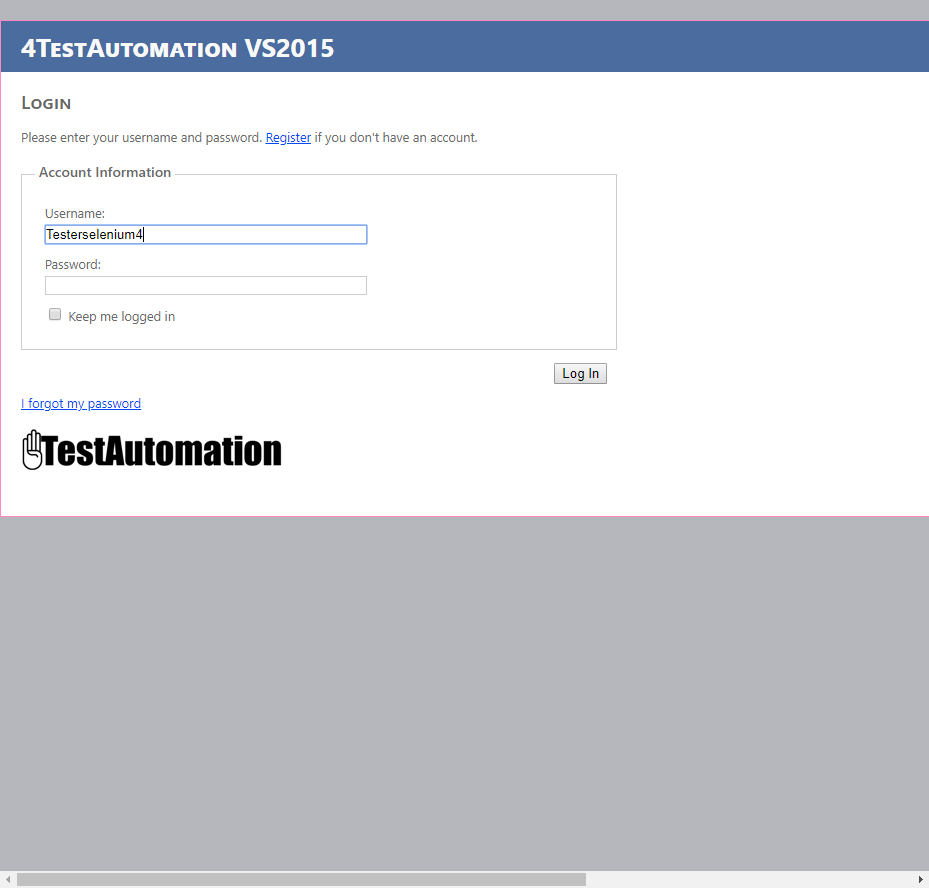 4TestAutomation VS2015
Login
Please enter your username and password. Register if you don't have an account.
Account Information
Username:
Testerselenium4
Password:
Keep me logged in
Log In
I forgot my password
TestAutomation